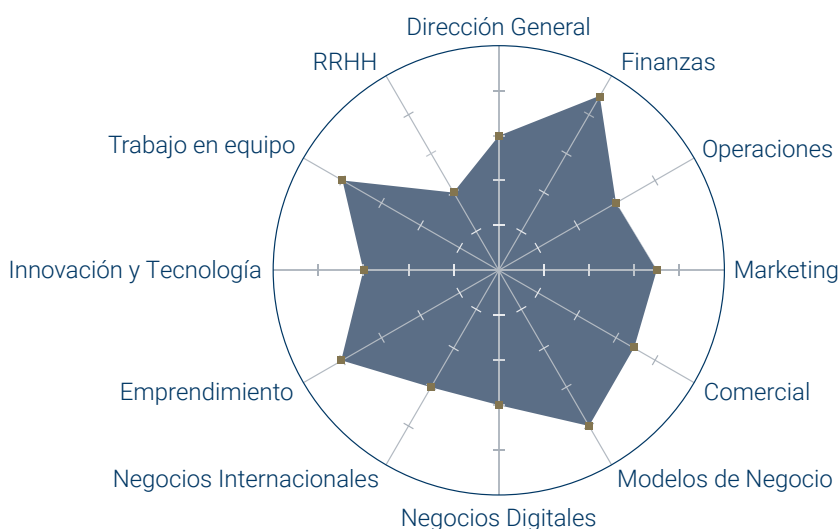 Dirección General
RRHH
Finanzas
Trabajo en equipo
Operaciones
Innovación y Tecnología
Marketing
Emprendimiento
Comercial
Negocios Internacionales
Modelos de Negocio
Negocios Digitales